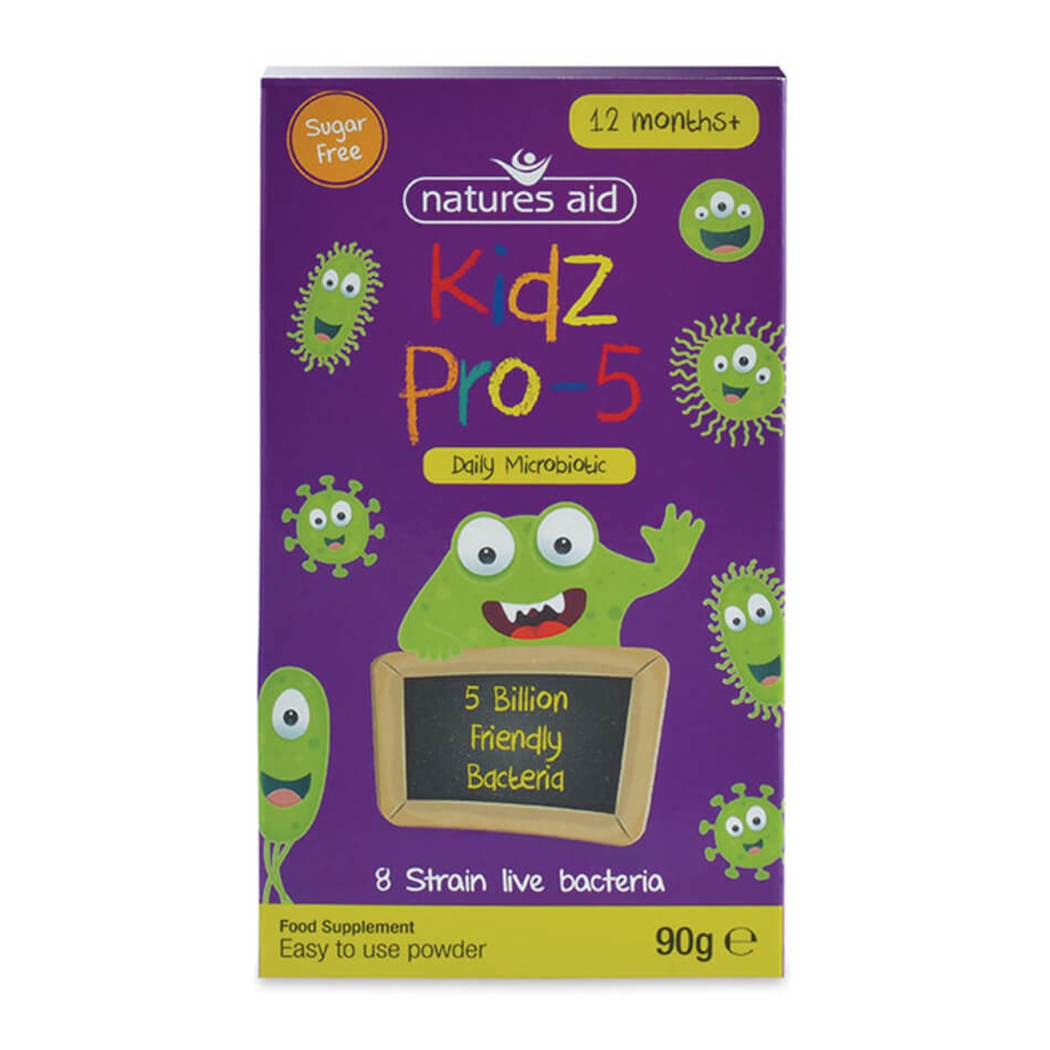 Sugar
Free
12 months+
natures aid
Kidz
Pro-5
Daily Microbiotic
5 Billion
Friendly
Bacteria
8 Strain live bacteria
Food Supplement
Easy to use powder
90g ℮